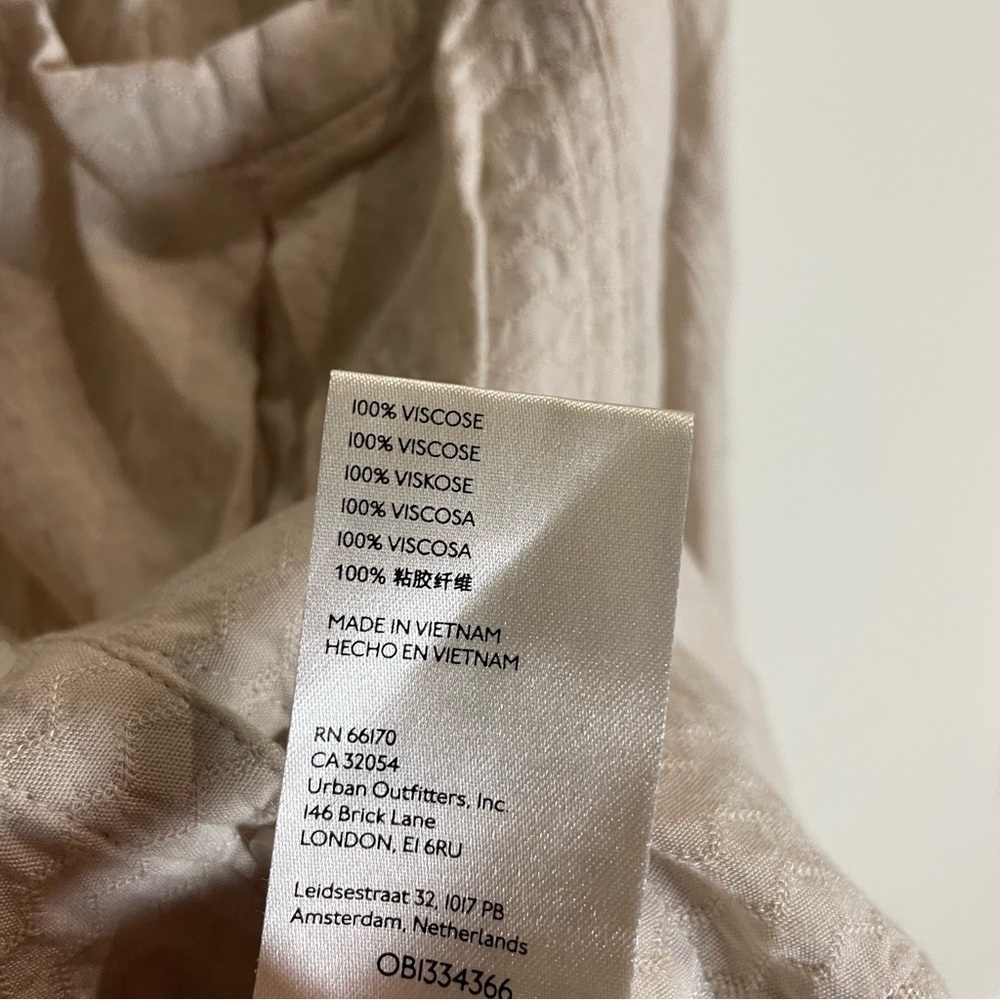 100% VISCOSE
100% VISCOSE
100% VISKOSE
100% VISCOSA
100% VISCOSA
100% 粘胶纤维
MADE IN VIETNAM
HECHO EN VIETNAM
RN 66170
CA 32054
Urban Outfitters, Inc.
146 Brick Lane
LONDON, E1 6RU
Leidsestraat 32, 1017 PB
Amsterdam, Netherlands
OB1334366